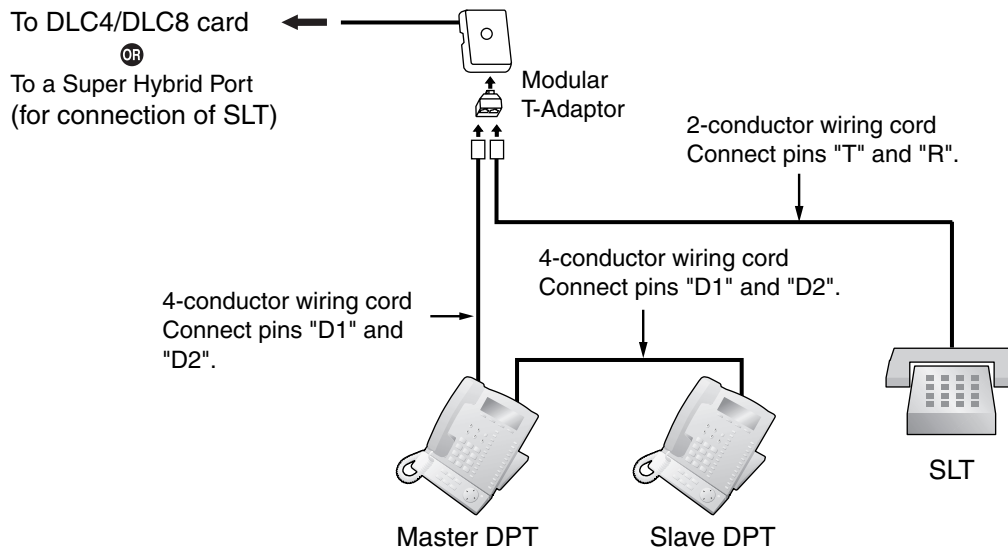 To DLC4/DLC8 card
OR
To a Super Hybrid Port
(for connection of SLT)
Modular
T-Adaptor
2-conductor wiring cord
Connect pins "T" and "R".
4-conductor wiring cord
Connect pins "D1" and "D2".
4-conductor wiring cord
Connect pins "D1" and
"D2".
SLT
Master DPT
Slave DPT